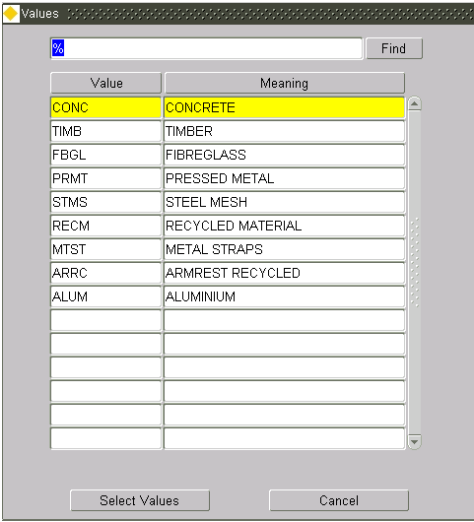 Values
% Find
Value Meaning
CONC CONCRETE
TIMB TIMBER
FBGL FIBREGLASS
PRMT PRESSED METAL
STMS STEEL MESH
RECM RECYCLED MATERIAL
MTST METAL STRAPS
ARRC ARMREST RECYCLED
ALUM ALUMINIUM
Select Values Cancel